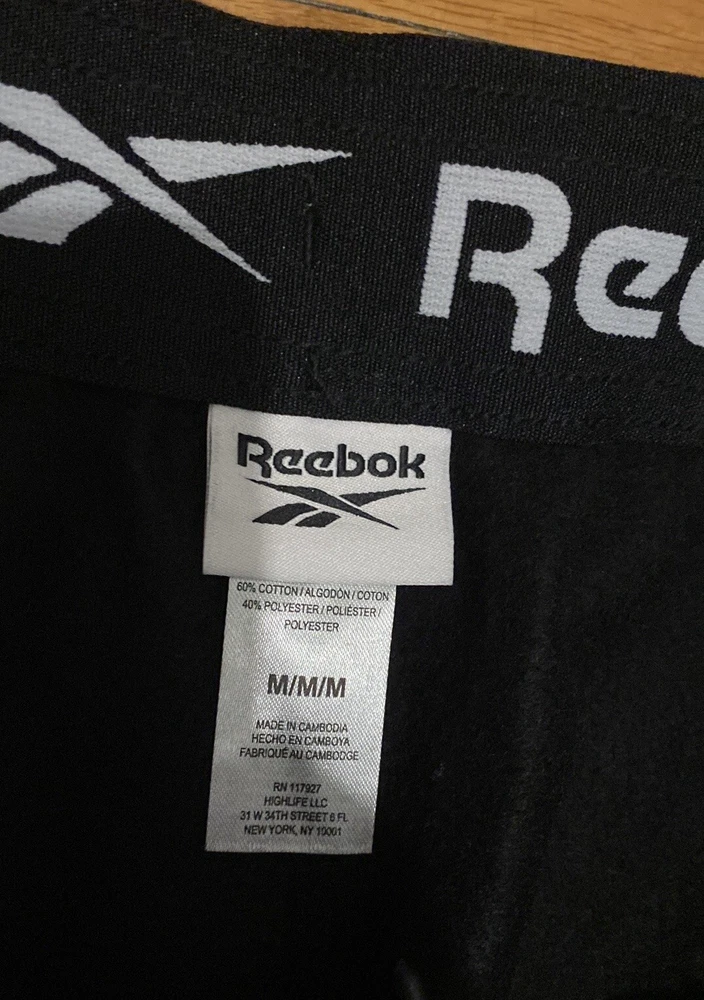 Ree
Reebok
60% COTTON / ALGODÓN / COTON
40% POLYESTER / POLIÉSTER /
POLYESTER
M/M/M
MADE IN CAMBODIA
HECHO EN CAMBOYA
FABRIQUÉ AU CAMBODGE
RN 117927
HIGHLIFE LLC
31 W 34TH STREET 6 FL
NEW YORK, NY 10001